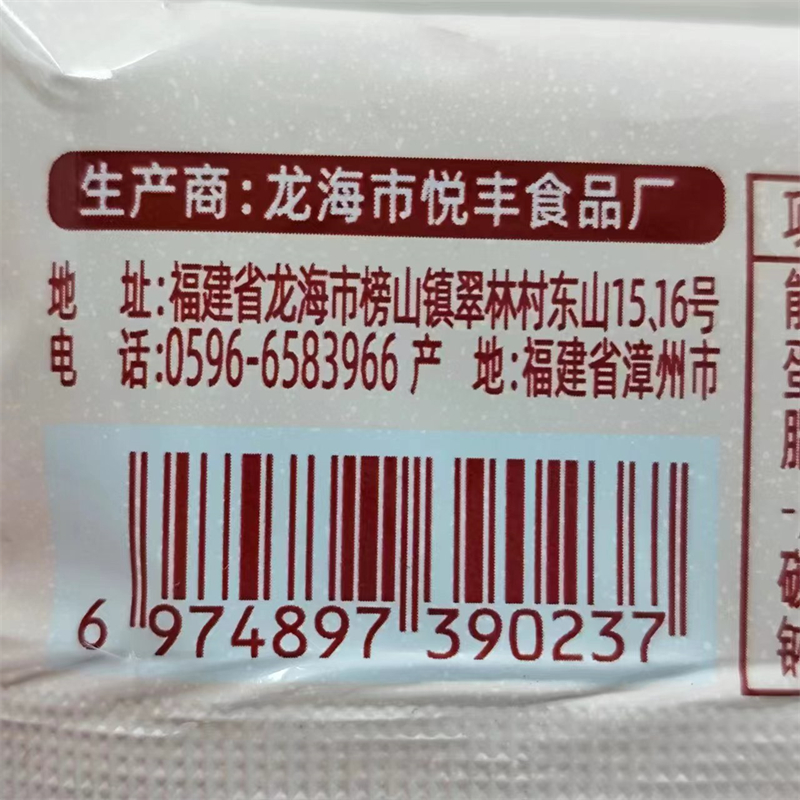 生产商:龙海市悦丰食品厂
地 址:福建省龙海市榜山镇翠林村东山15、16号
电 话:0596-6583966 产 地:福建省漳州市
6 974897 390237